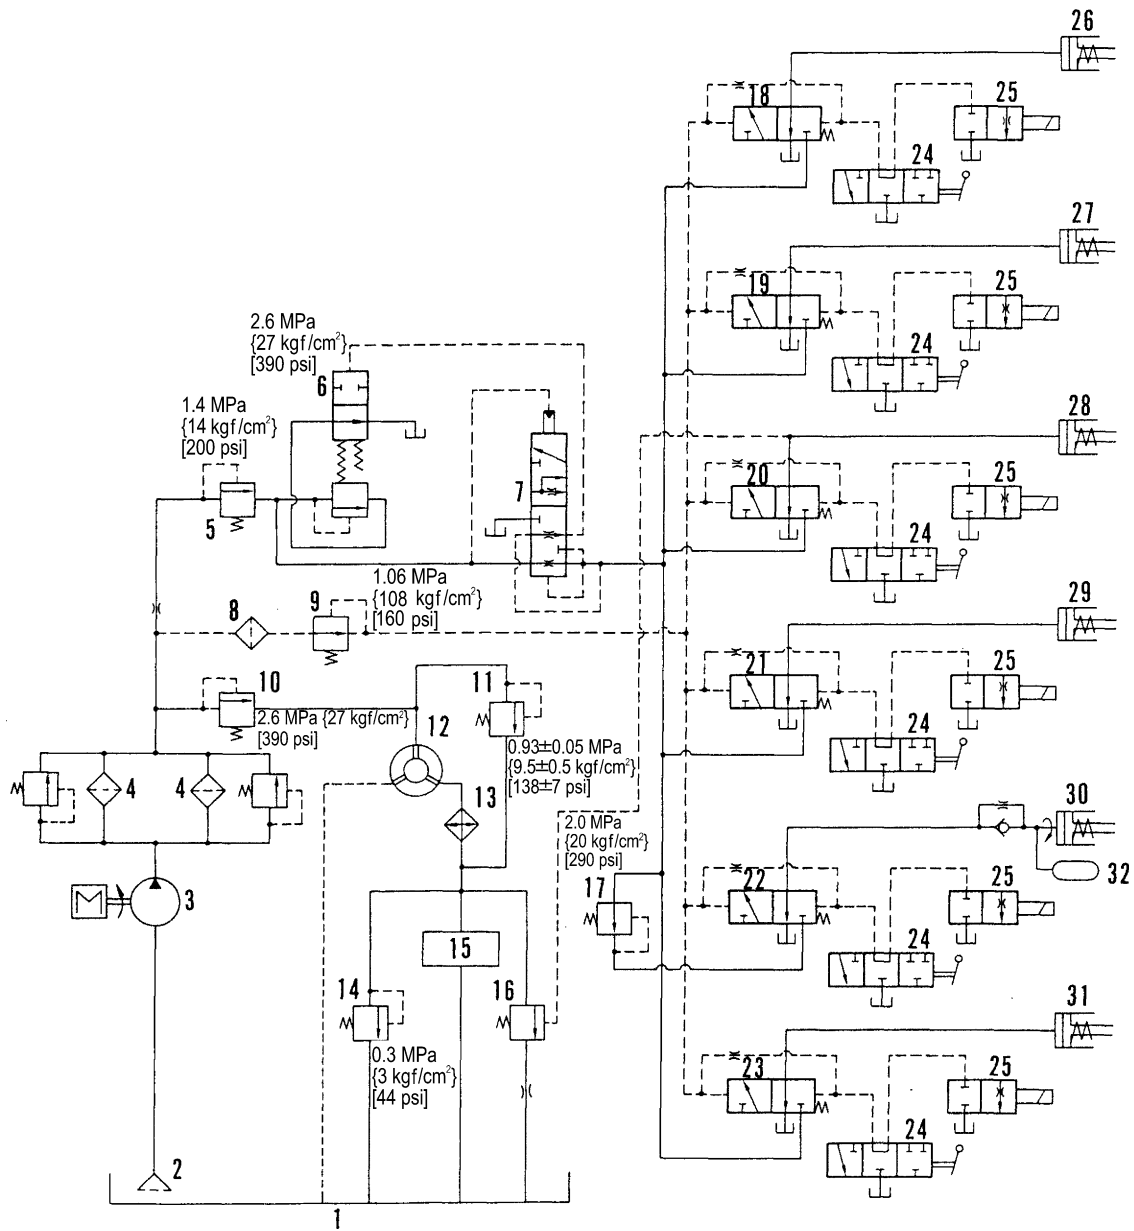 26
18
25
24
27
19
25
24
2.6 MPa
{27 kgf/cm²}
[390 psi]
6
1.4 MPa
{14 kgf/cm²}
[200 psi]
5
7
28
20
25
24
1.06 MPa
{108 kgf/cm²}
[160 psi]
8
9
29
21
25
24
10
2.6 MPa {27 kgf/cm²}
[390 psi]
11
12
0.93±0.05 MPa
{9.5±0.5 kgf/cm²}
[138±7 psi]
4
4
13
2.0 MPa
{20 kgf/cm²}
[290 psi]
30
32
3
17
22
25
24
15
14
16
0.3 MPa
{3 kgf/cm²}
[44 psi]
31
23
25
24
2
1